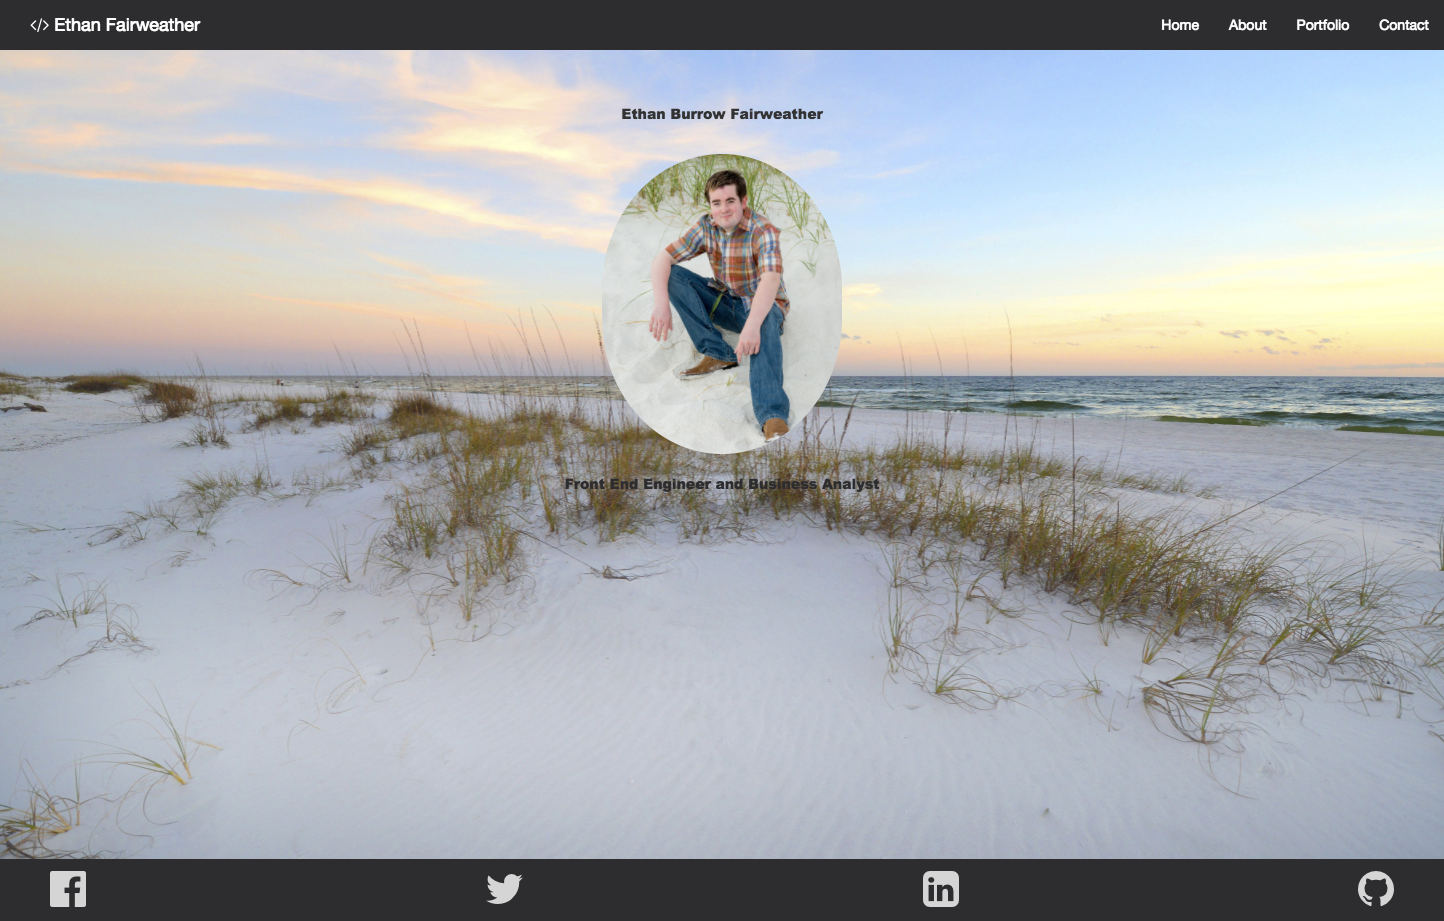 </> Ethan Fairweather
Home About Portfolio Contact
Ethan Burrow Fairweather
Front End Engineer and Business Analyst